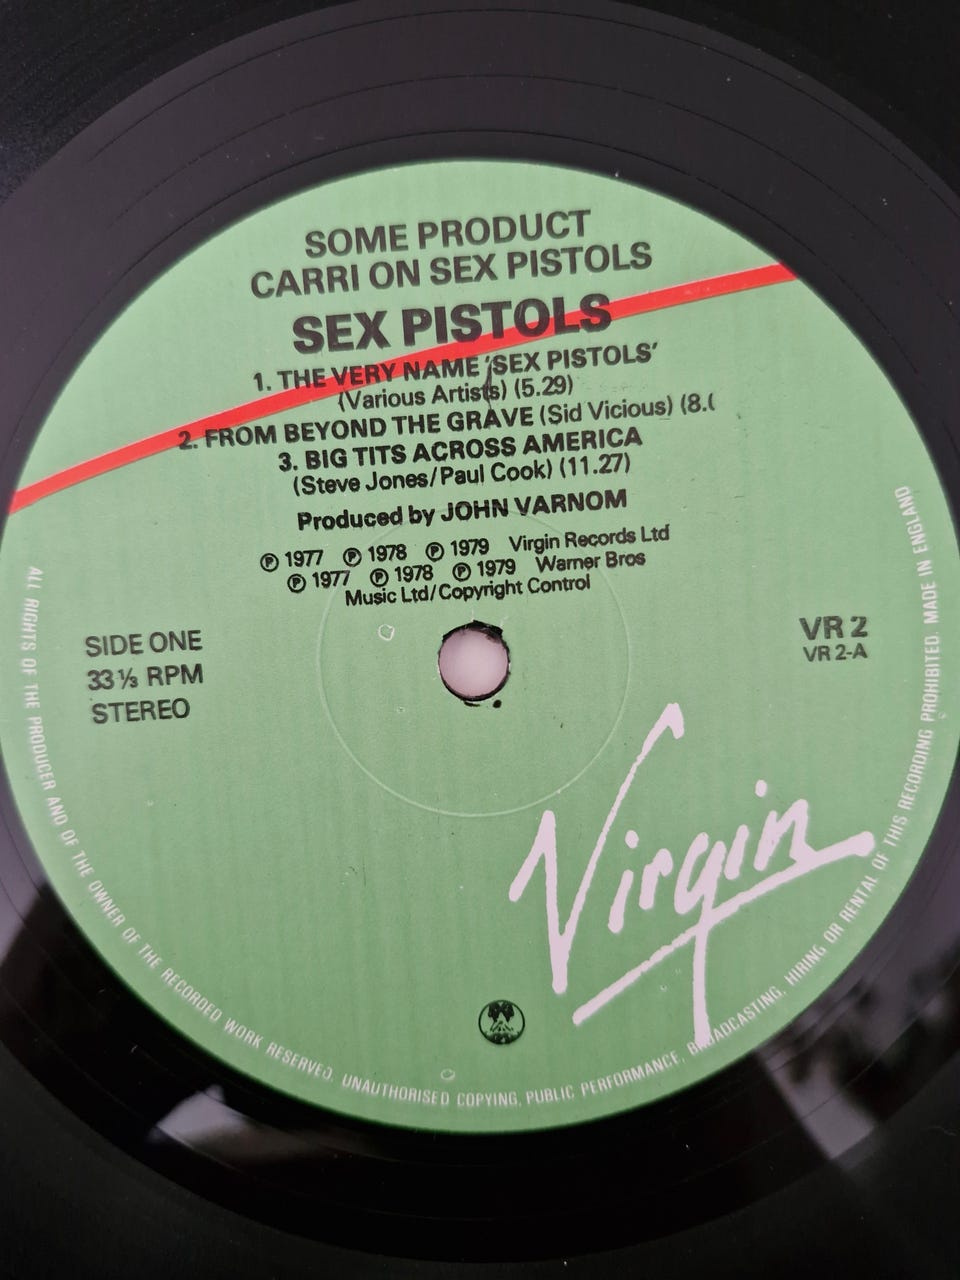 SOME PRODUCT
CARRI ON SEX PISTOLS
SEX PISTOLS
1. THE VERY NAME 'SEX PISTOLS'
(Various Artists) (5.29)
2. FROM BEYOND THE GRAVE (Sid Vicious) (8.(
3. BIG TITS ACROSS AMERICA
(Steve Jones/Paul Cook) (11.27)
Produced by JOHN VARNOM
℗ 1977 ℗ 1978 ℗ 1979 Virgin Records Ltd
℗ 1977 ℗ 1978 ℗ 1979 Warner Bros
Music Ltd/Copyright Control
SIDE ONE
33⅓ RPM
STEREO
VR 2
VR 2-A
Virgin
ALL RIGHTS OF THE PRODUCER AND OF THE OWNER OF THE RECORDED WORK RESERVED. UNAUTHORISED COPYING, PUBLIC PERFORMANCE, BROADCASTING, HIRING OR RENTAL OF THIS RECORDING PROHIBITED. MADE IN ENGLAND